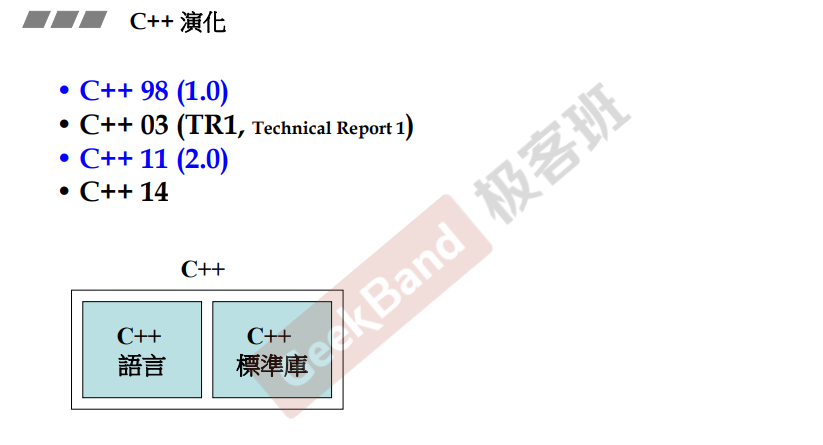 C++ 演化
• C++ 98 (1.0)
• C++ 03 (TR1, Technical Report 1)
• C++ 11 (2.0)
• C++ 14
C++
C++
語言
C++
標準庫
GeekBand 极客班